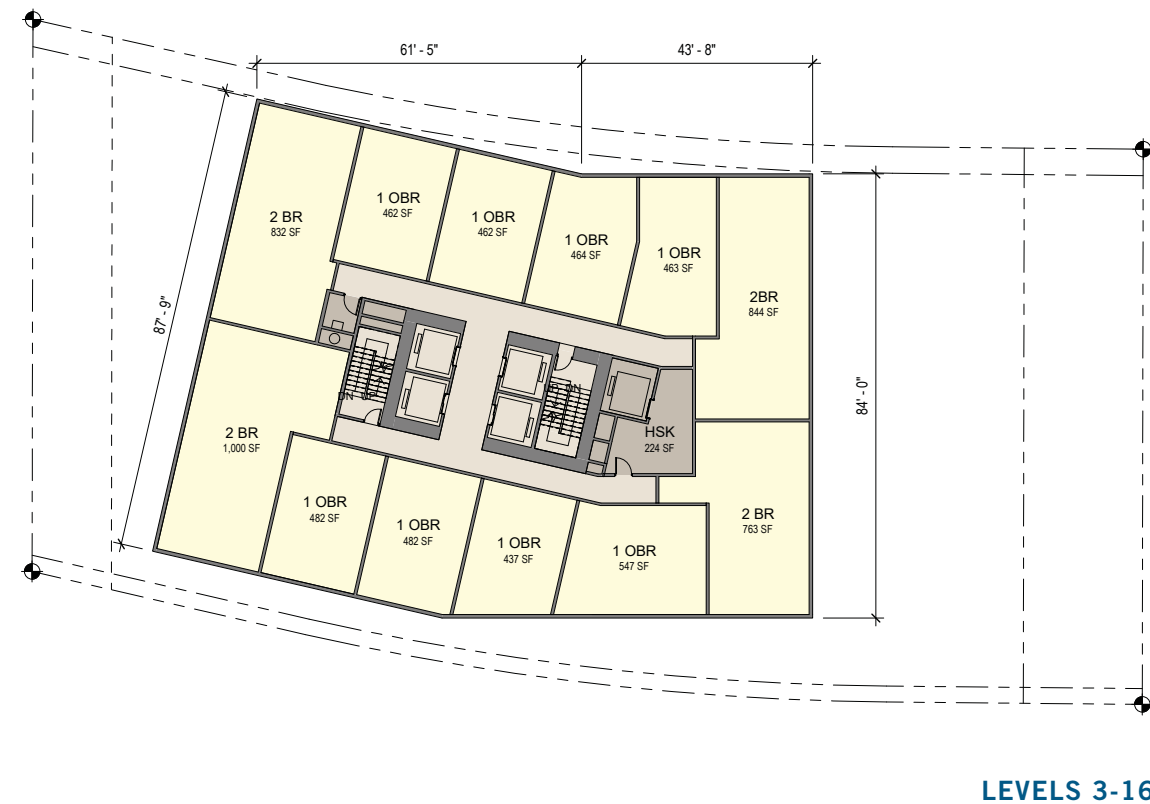 61' - 5"
43' - 8"
87' - 9"
84' - 0"
2 BR
832 SF
1 OBR
462 SF
1 OBR
462 SF
1 OBR
464 SF
1 OBR
463 SF
2BR
844 SF
DN UP
UP DN
HSK
224 SF
2 BR
1,000 SF
1 OBR
482 SF
1 OBR
482 SF
1 OBR
437 SF
1 OBR
547 SF
2 BR
763 SF
LEVELS 3-16